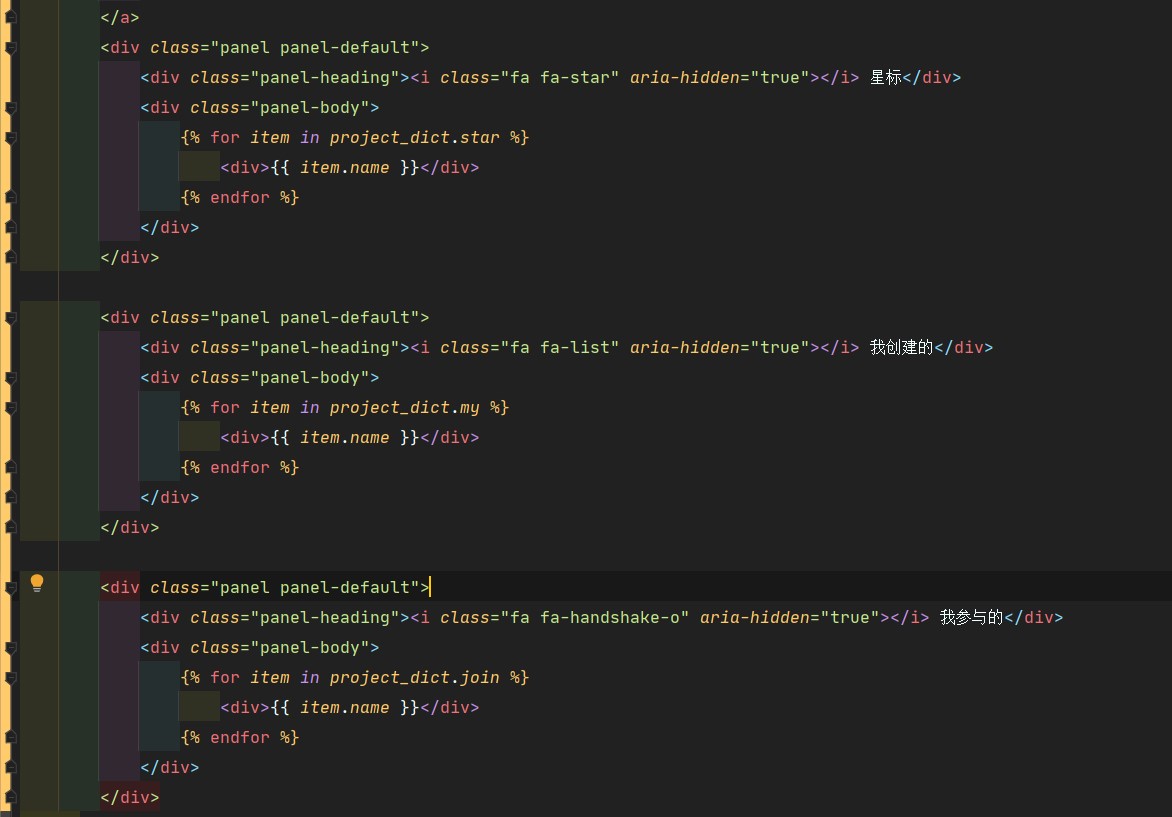 </a>
<div class="panel panel-default">
<div class="panel-heading"><i class="fa fa-star" aria-hidden="true"></i> 星标</div>
<div class="panel-body">
{% for item in project_dict.star %}
<div>{{ item.name }}</div>
{% endfor %}
</div>
</div>
<div class="panel panel-default">
<div class="panel-heading"><i class="fa fa-list" aria-hidden="true"></i> 我创建的</div>
<div class="panel-body">
{% for item in project_dict.my %}
<div>{{ item.name }}</div>
{% endfor %}
</div>
</div>
<div class="panel panel-default">
<div class="panel-heading"><i class="fa fa-handshake-o" aria-hidden="true"></i> 我参与的</div>
<div class="panel-body">
{% for item in project_dict.join %}
<div>{{ item.name }}</div>
{% endfor %}
</div>
</div>